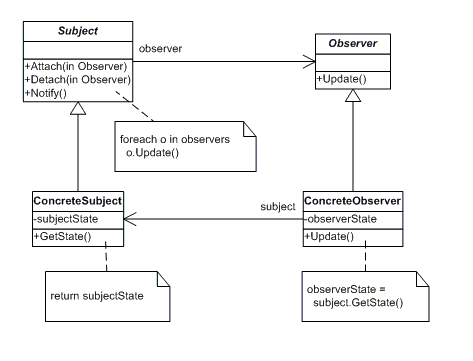 Subject
+Attach(in Observer)
+Detach(in Observer)
+Notify()
observer
Observer
+Update()
foreach o in observers
o.Update()
ConcreteSubject
-subjectState
+GetState()
subject
ConcreteObserver
-observerState
+Update()
return subjectState
observerState =
subject.GetState()